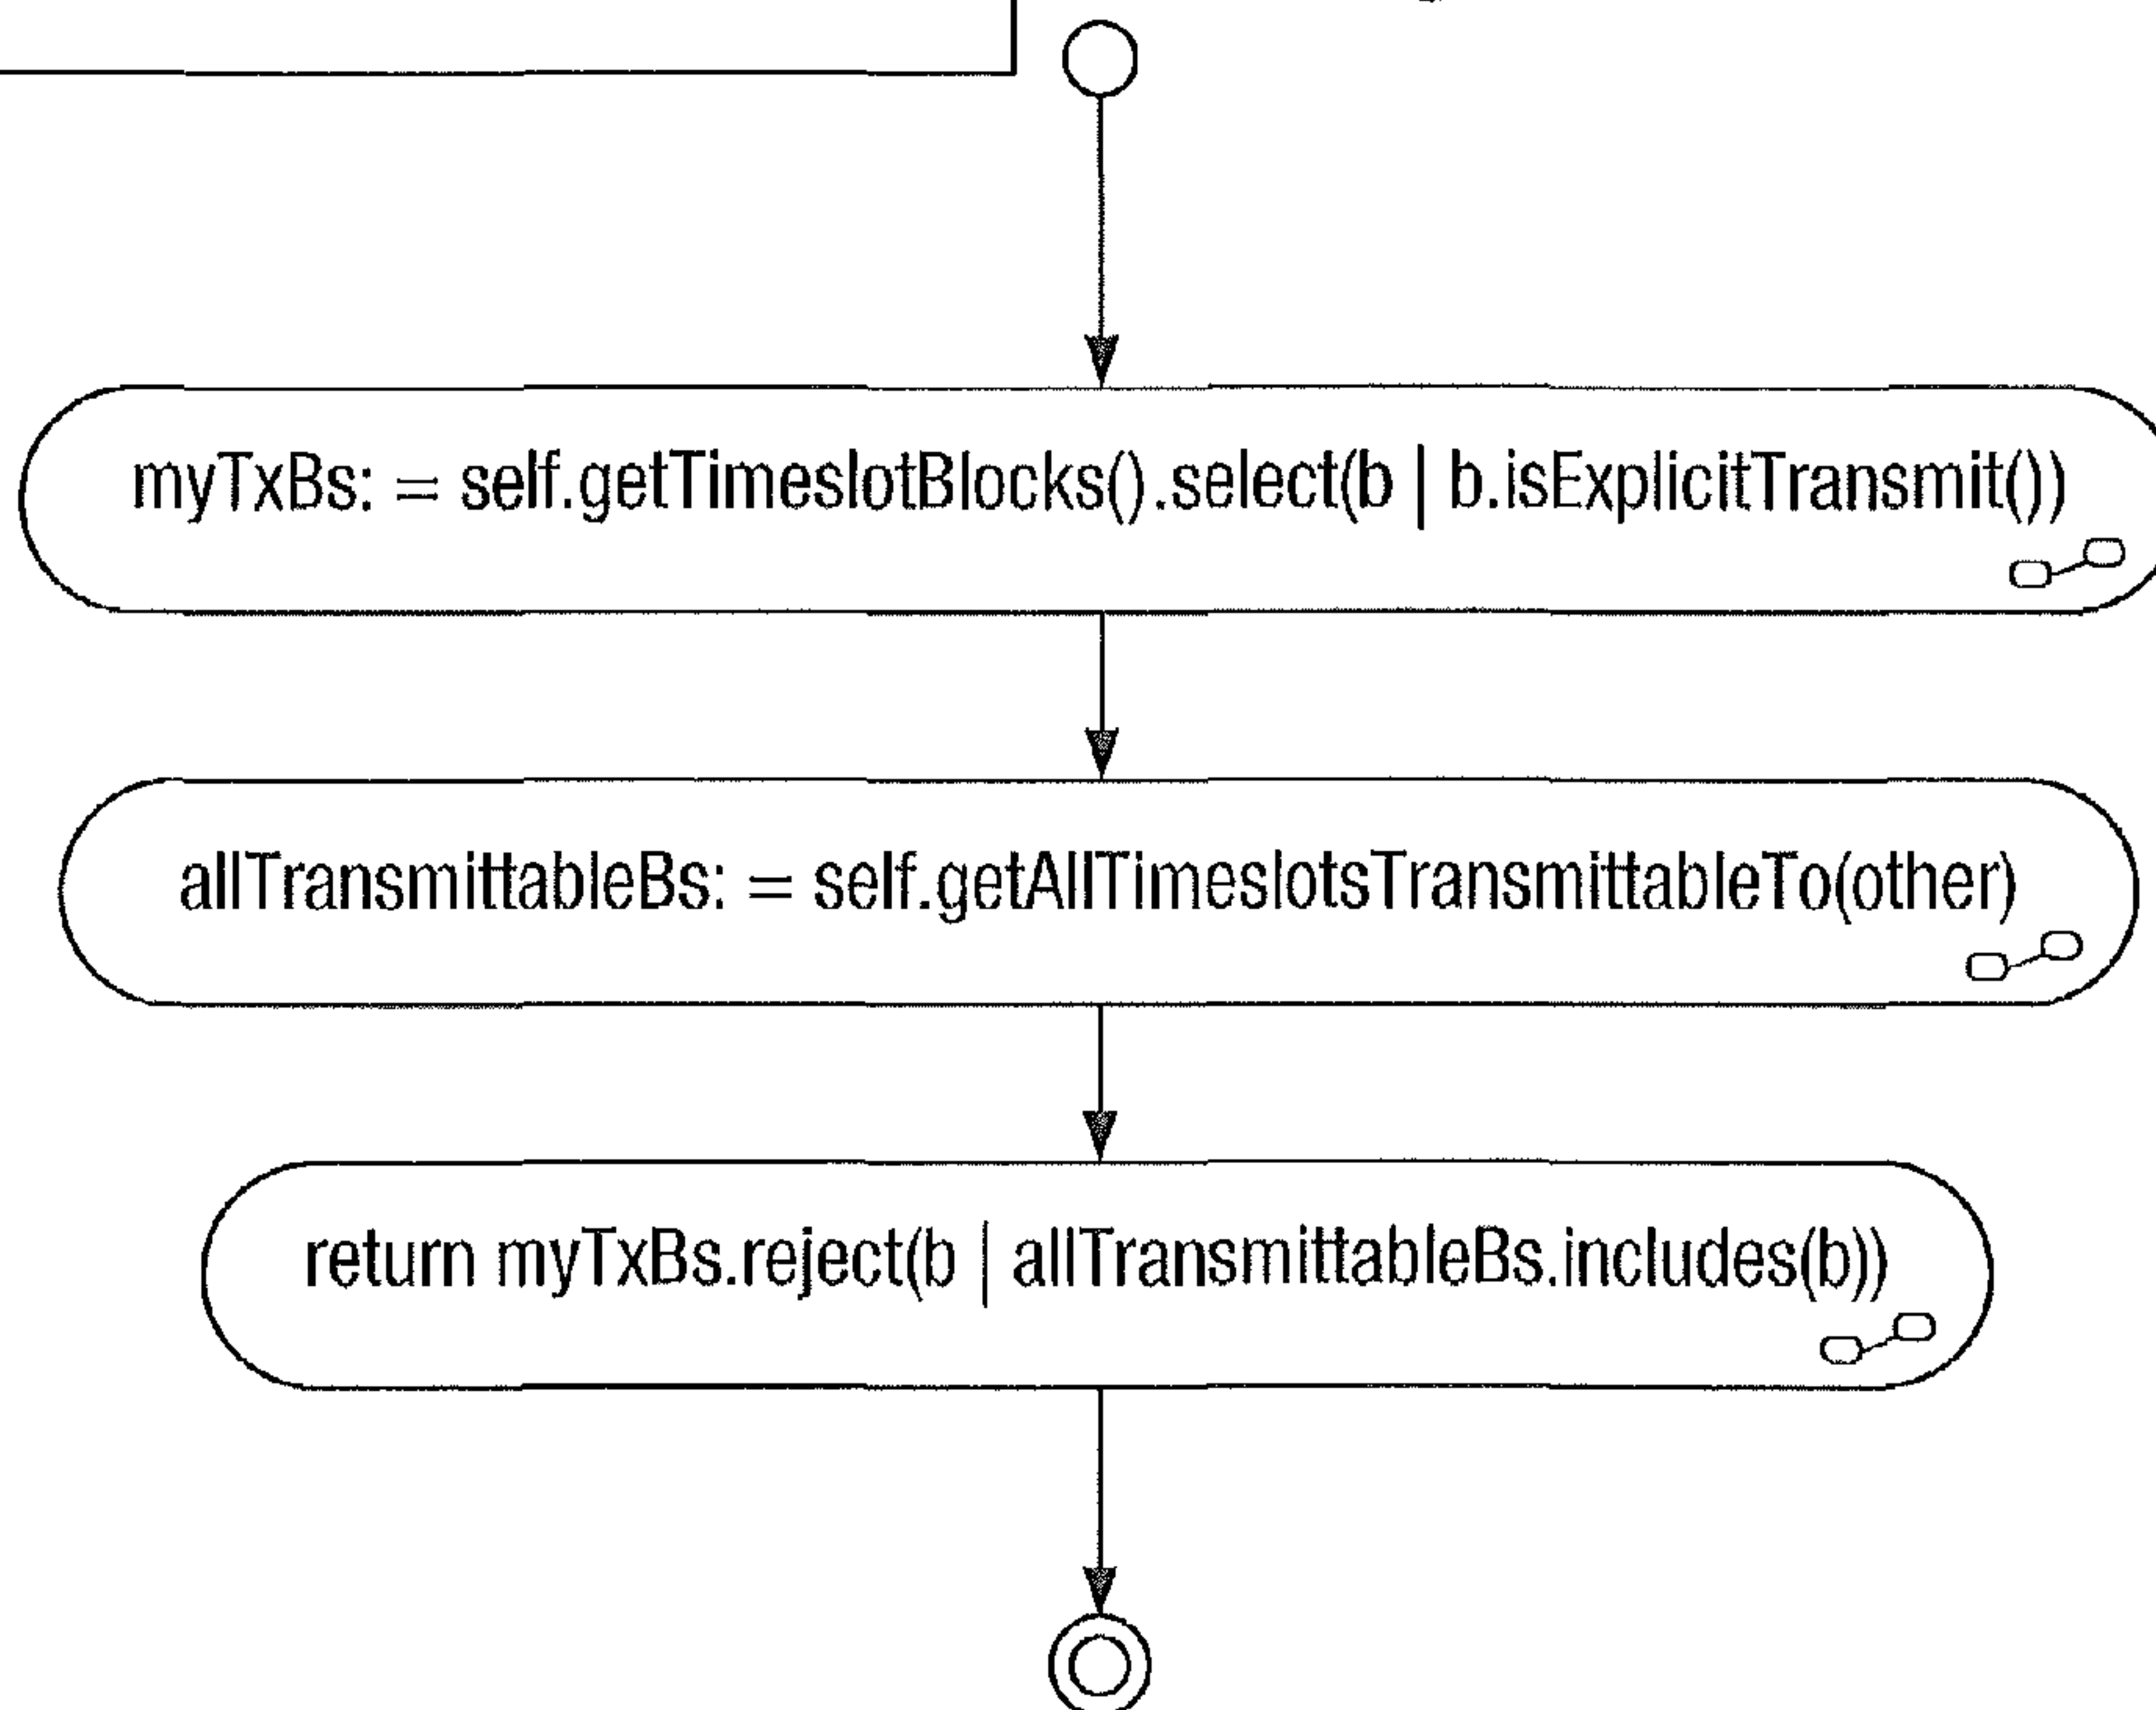 myTxBs: = self.getTimeslotBlocks().select(b | b.isExplicitTransmit())
allTransmittableBs: = self.getAllTimeslotsTransmittableTo(other)
return myTxBs.reject(b | allTransmittableBs.includes(b))